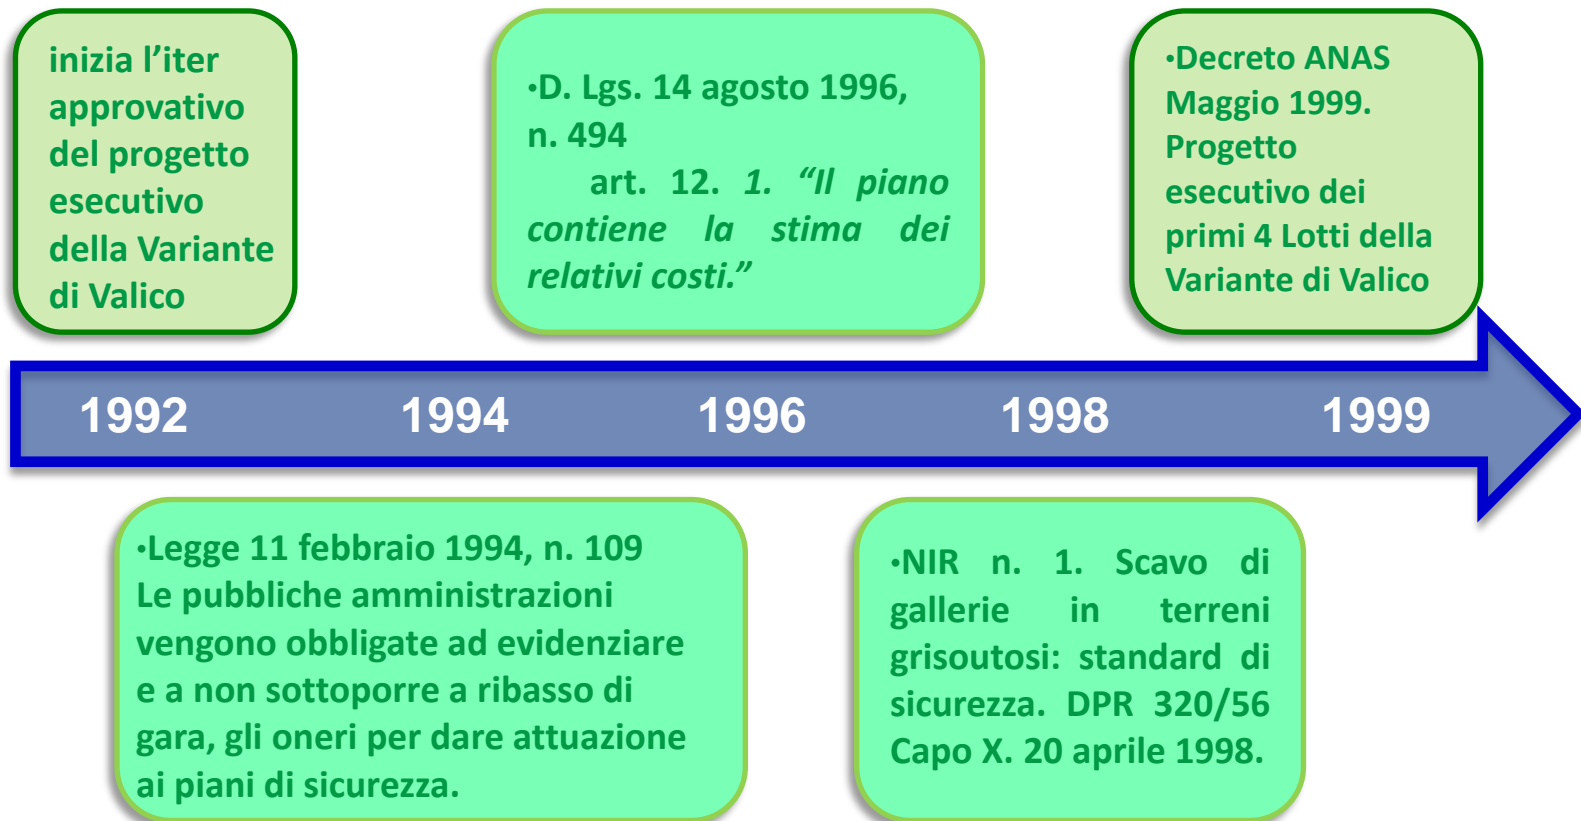 inizia l’iter
approvativo
del progetto
esecutivo
della Variante
di Valico
•D. Lgs. 14 agosto 1996,
n. 494
art. 12. 1. “Il piano
contiene la stima dei
relativi costi.”
•Decreto ANAS
Maggio 1999.
Progetto
esecutivo dei
primi 4 Lotti della
Variante di Valico
1992 1994 1996 1998 1999
•Legge 11 febbraio 1994, n. 109
Le pubbliche amministrazioni
vengono obbligate ad evidenziare
e a non sottoporre a ribasso di
gara, gli oneri per dare attuazione
ai piani di sicurezza.
•NIR n. 1. Scavo di
gallerie in terreni
grisoutosi: standard di
sicurezza. DPR 320/56
Capo X. 20 aprile 1998.